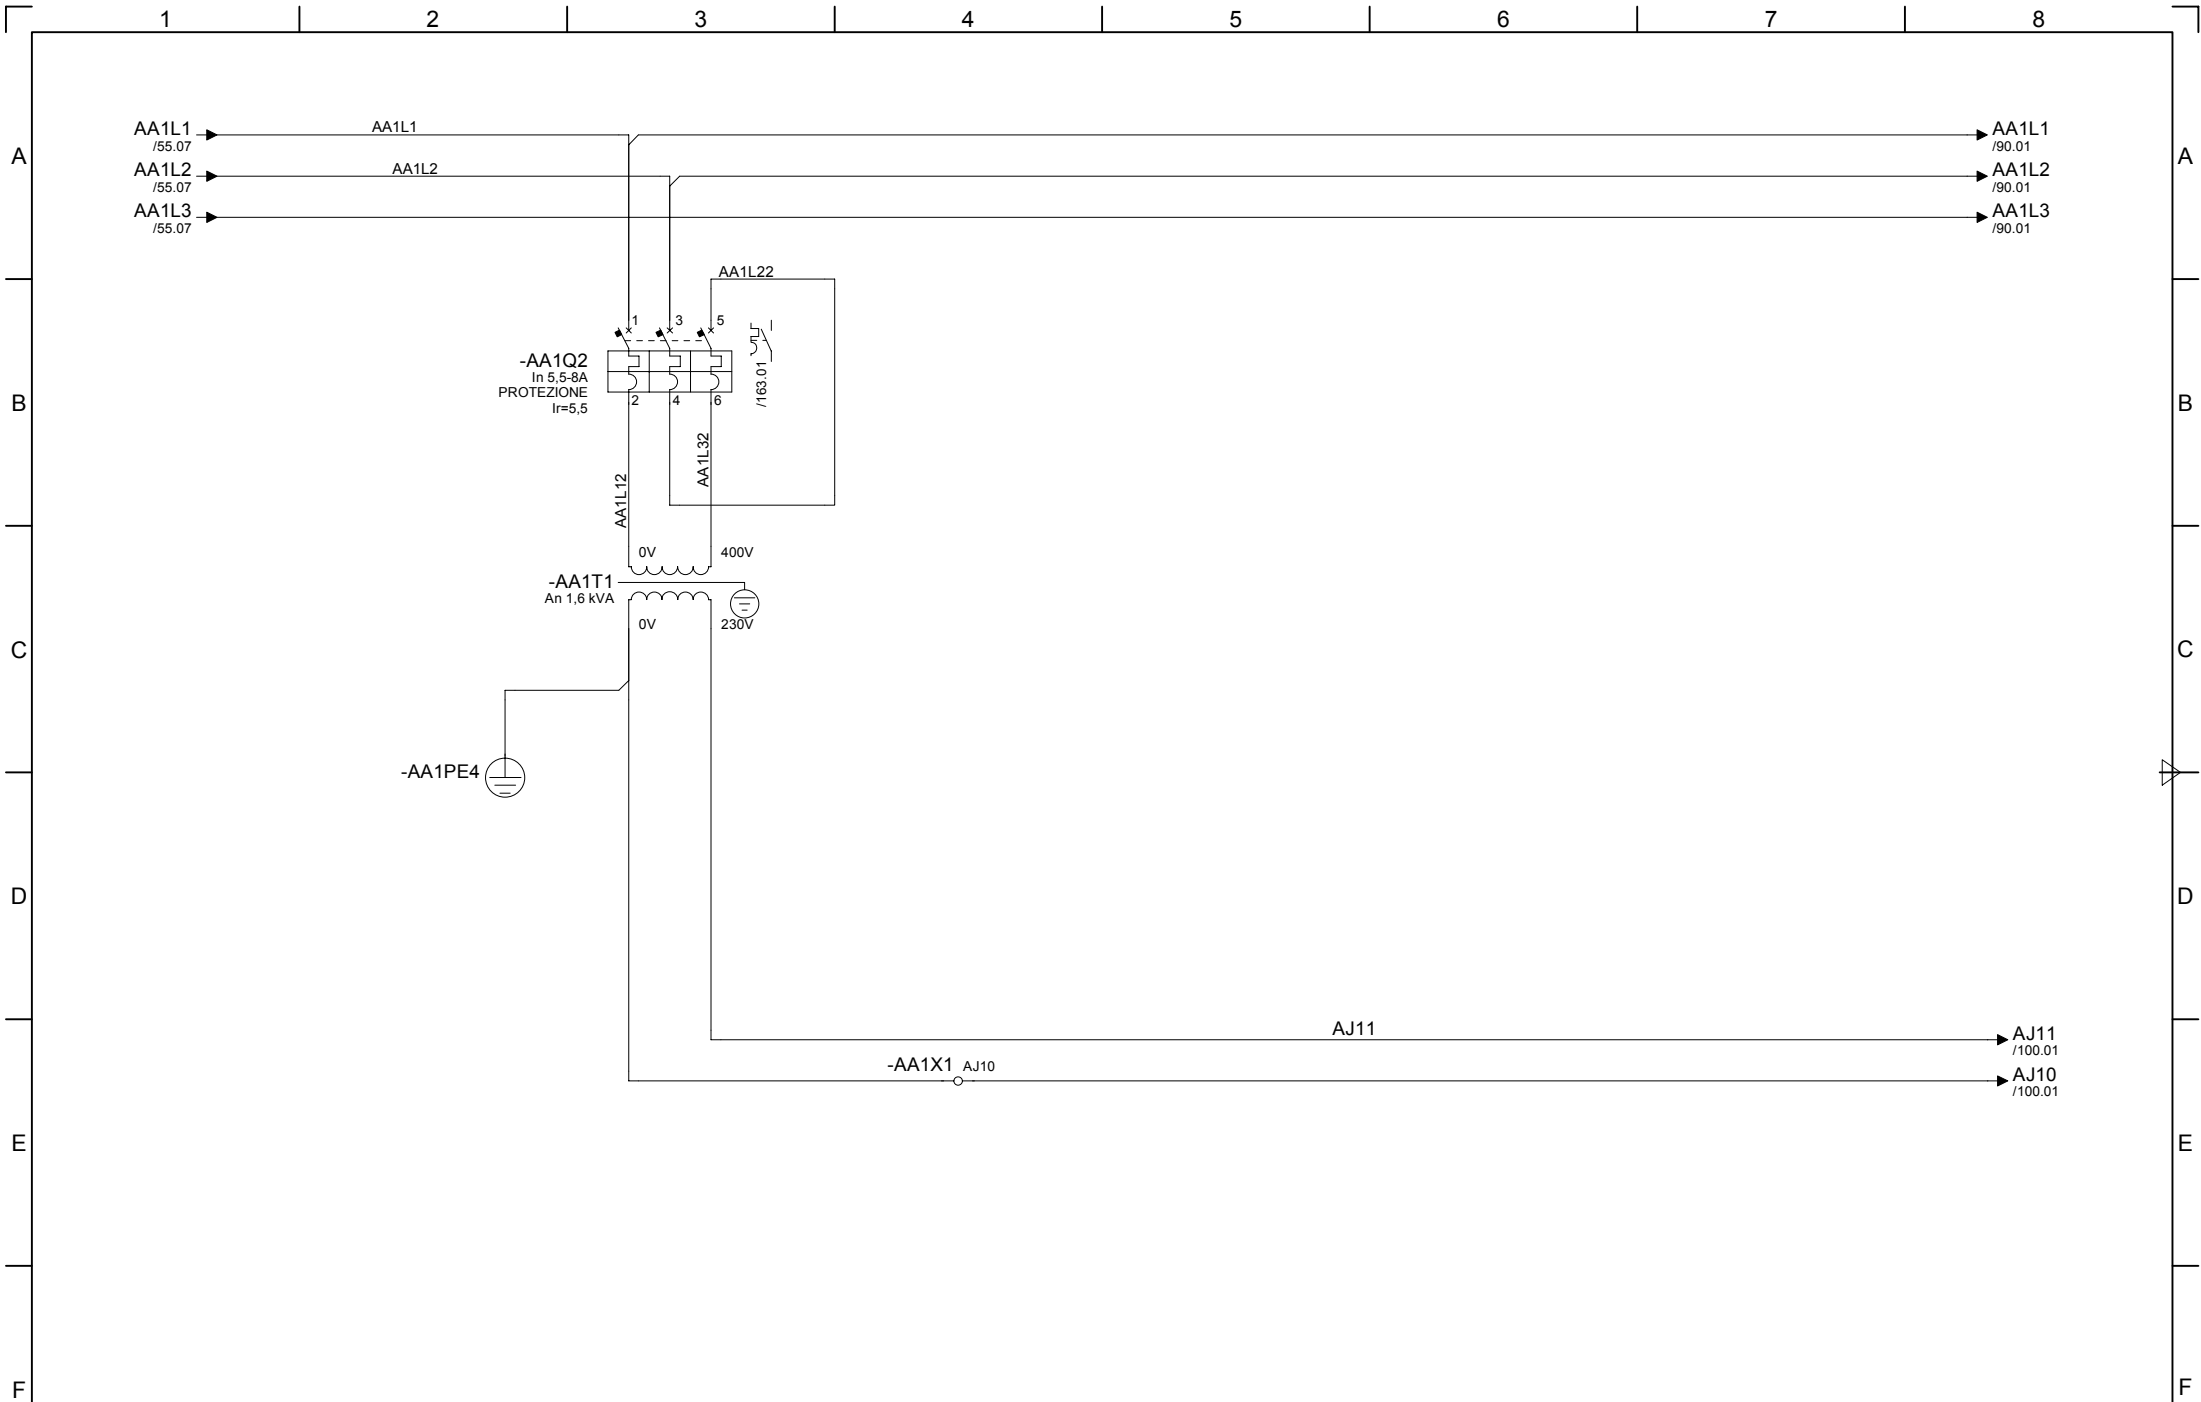 1 2 3 4 5 6 7 8
AA1L1 AA1L1 AA1L1
/55.07 /90.01
A A
AA1L2 AA1L2 AA1L2
/55.07 /90.01
AA1L3 AA1L3
/55.07 /90.01
AA1L22
1 3 5
-AA1Q2
In 5,5-8A
PROTEZIONE
Ir=5,5
/163.01
2 4 6
B B
AA1L32
AA1L12
0V 400V
-AA1T1
An 1,6 kVA
0V 230V
C C
-AA1PE4
D D
AJ11 AJ11
/100.01
-AA1X1 AJ10 AJ10
/100.01
E E
F F